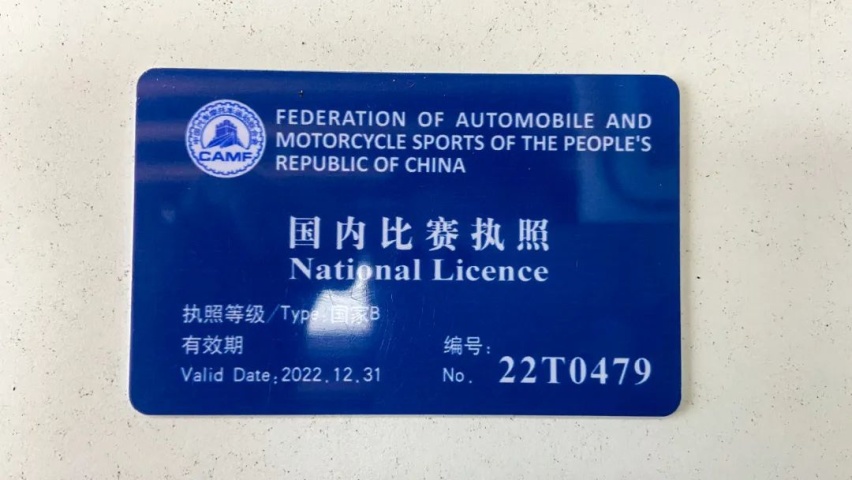 CAMF
FEDERATION OF AUTOMOBILE AND
MOTORCYCLE SPORTS OF THE PEOPLE'S
REPUBLIC OF CHINA
国内比赛执照
National Licence
执照等级/Type:国家B
有效期
Valid Date:2022.12.31
编号:
No. 22T0479